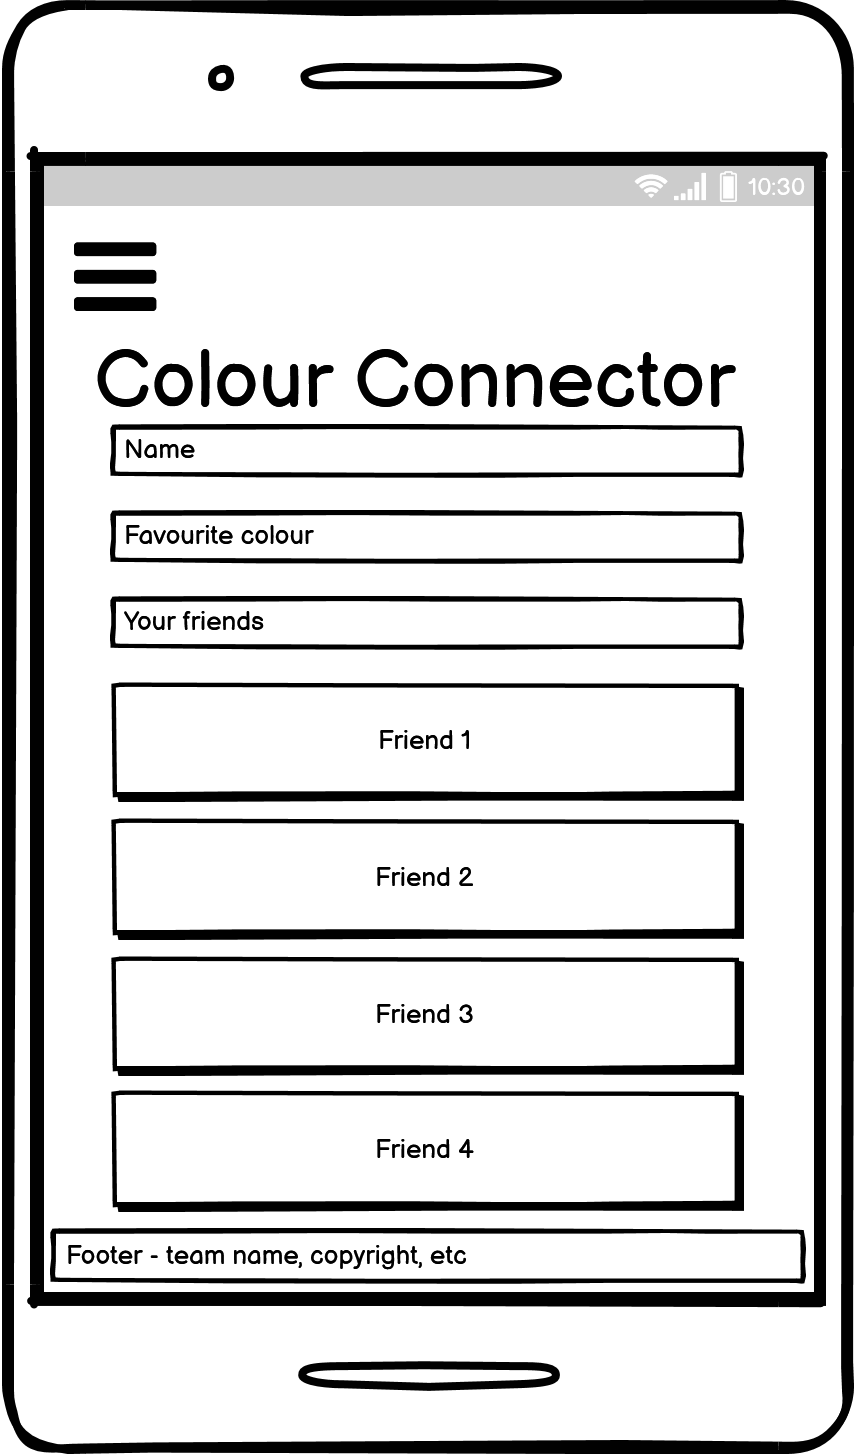 10:30
Colour Connector
Name
Favourite colour
Your friends
Friend 1
Friend 2
Friend 3
Friend 4
Footer - team name, copyright, etc